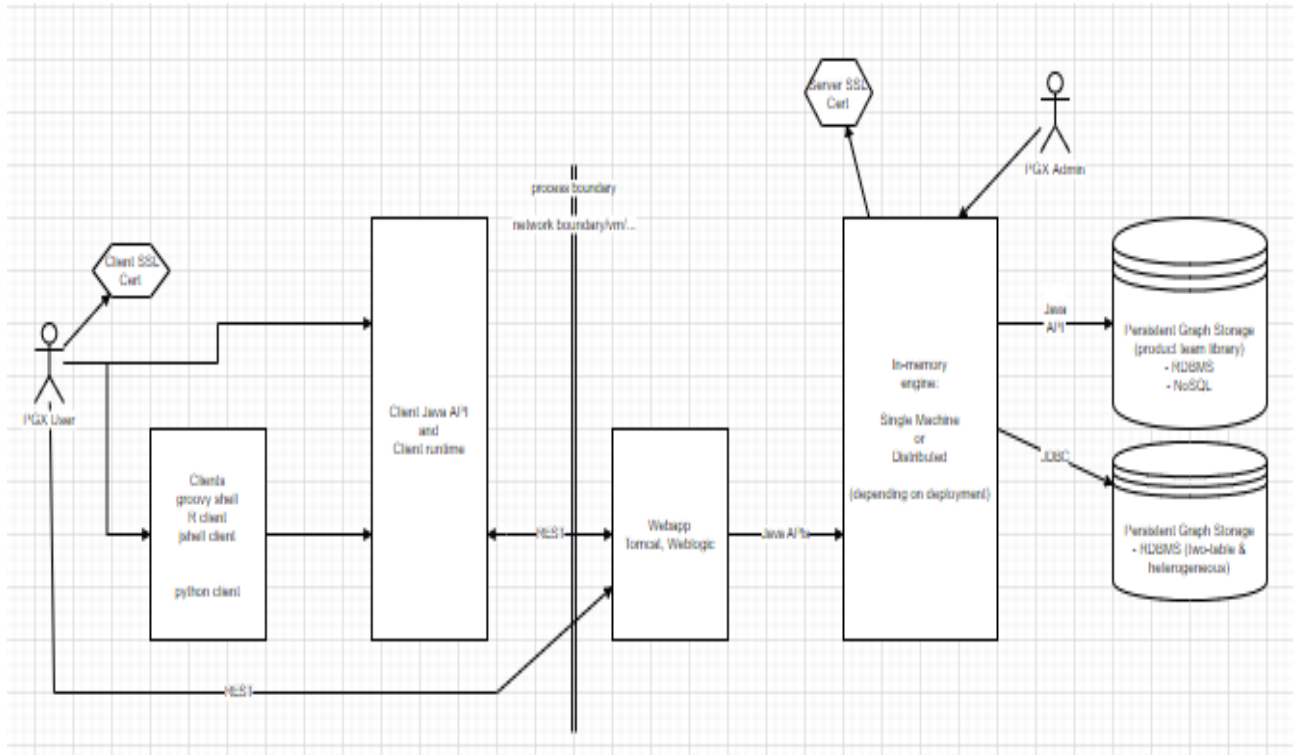 Server SSL
Cert
PGX Admin
process boundary
network boundary/vm/...
Client SSL
Cert
PGX User
Clients
groovy shell
R client
jshell client
python client
Client Java API
and
Client runtime
REST
REST
Webapp
Tomcat, Weblogic
Java APIs
In-memory
engine:
Single Machine
or
Distributed
(depending on deployment)
Java
API
JDBC
Persistent Graph Storage
(product team library)
- RDBMS
- NoSQL
Persistent Graph Storage
- RDBMS (two-table &
heterogeneous)